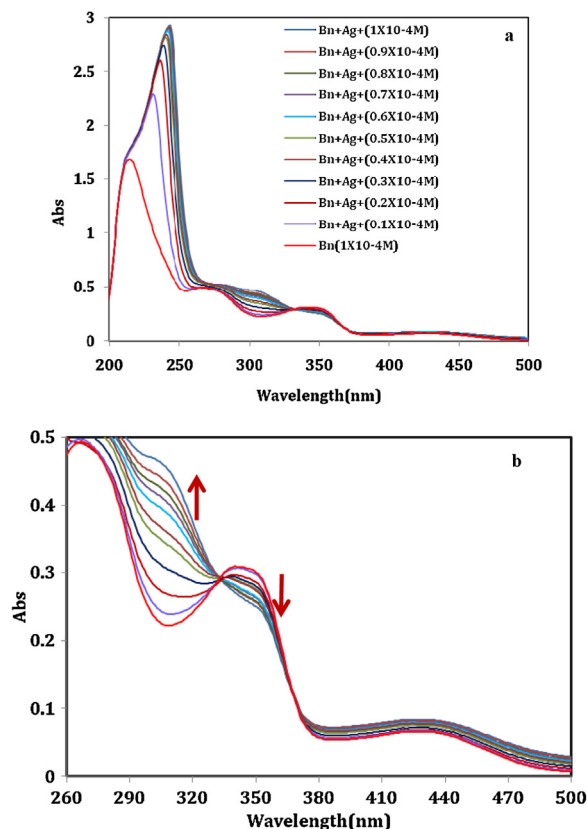 a
3
2.5
2
1.5
1
0.5
0
Abs
Bn+Ag+(1X10-4M)
Bn+Ag+(0.9X10-4M)
Bn+Ag+(0.8X10-4M)
Bn+Ag+(0.7X10-4M)
Bn+Ag+(0.6X10-4M)
Bn+Ag+(0.5X10-4M)
Bn+Ag+(0.4X10-4M)
Bn+Ag+(0.3X10-4M)
Bn+Ag+(0.2X10-4M)
Bn+Ag+(0.1X10-4M)
Bn(1X10-4M)
200 250 300 350 400 450 500
Wavelength(nm)
b
0.5
0.4
0.3
0.2
0.1
0
Abs
260 290 320 350 380 410 440 470 500
Wavelength(nm)